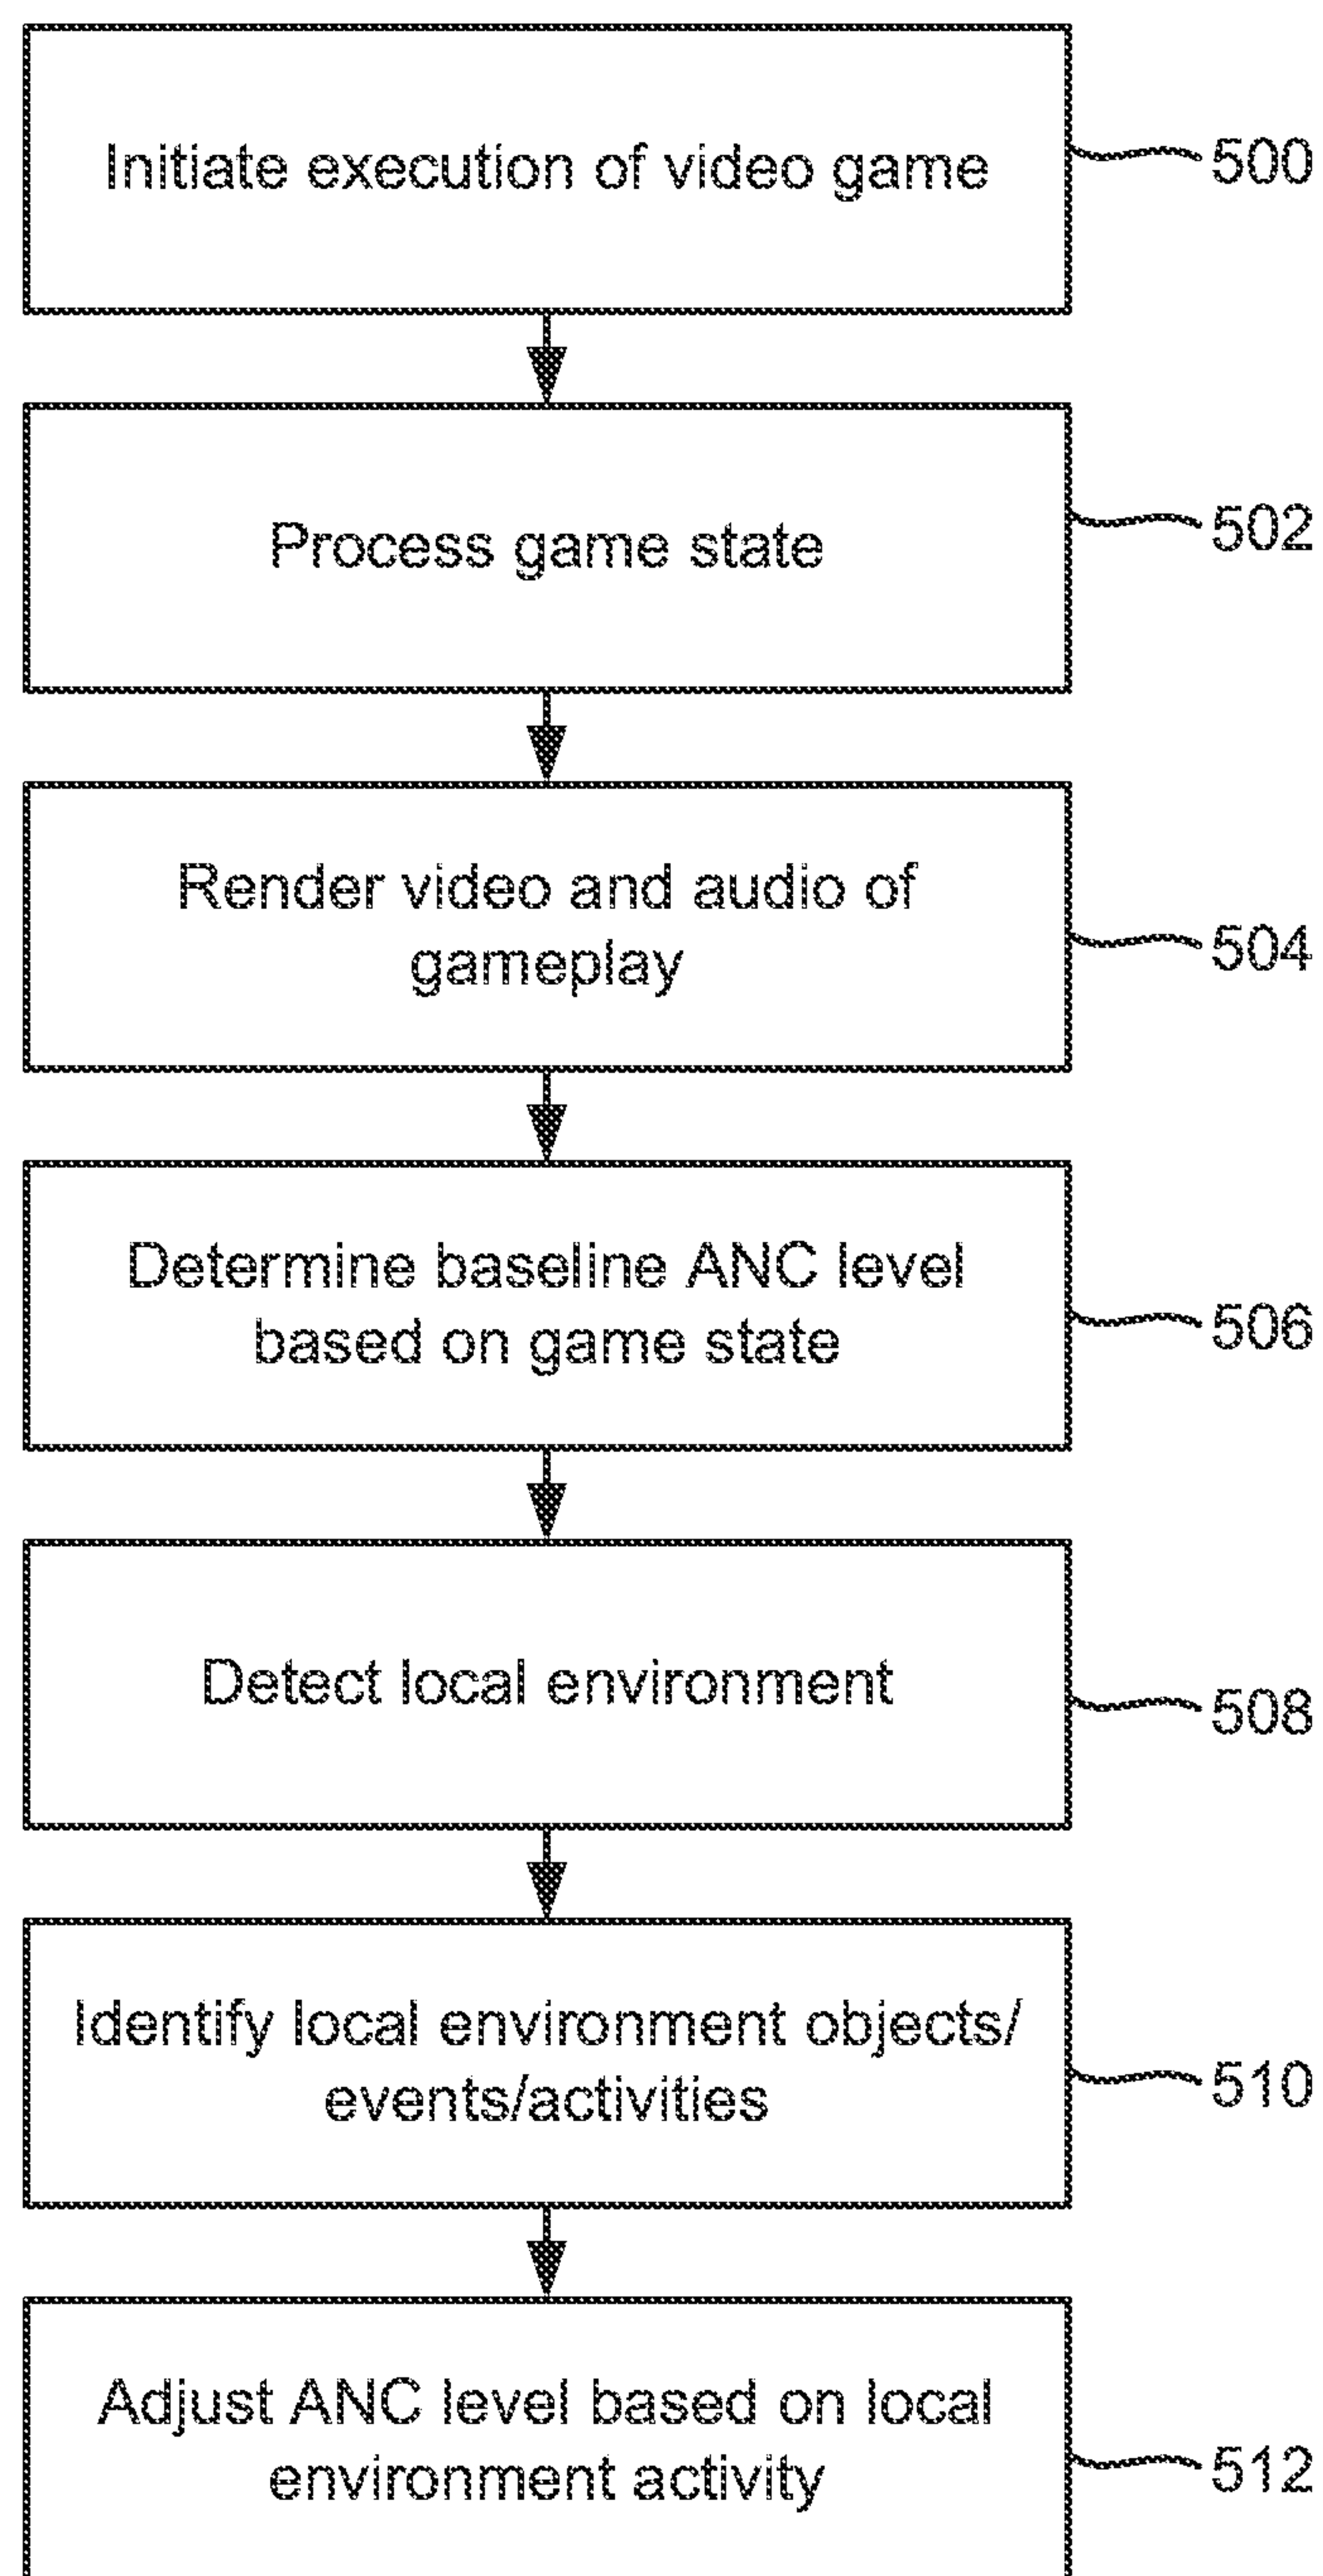 Initiate execution of video game
500
Process game state
502
Render video and audio of
gameplay
504
Determine baseline ANC level
based on game state
506
Detect local environment
508
Identify local environment objects/
events/activities
510
Adjust ANC level based on local
environment activity
512